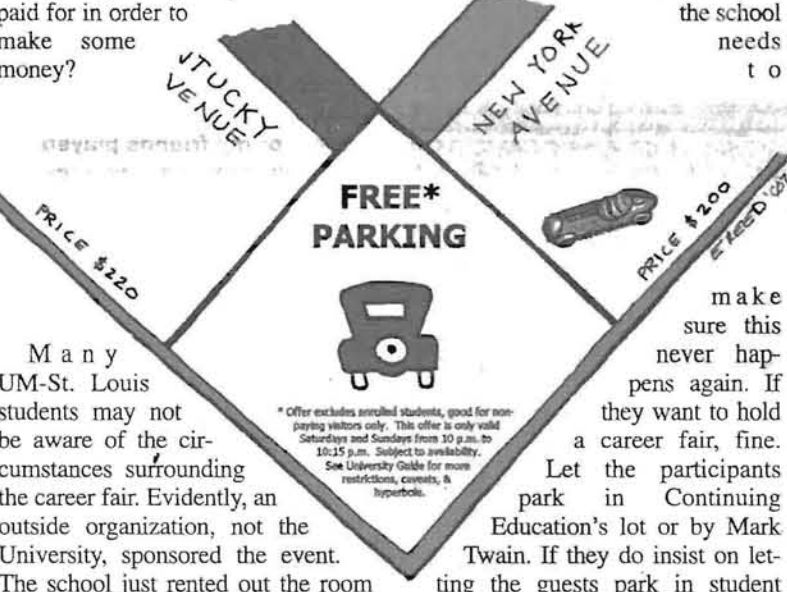 paid for in order to
make some
money?
the school
needs
to
NTUCKY
VENUE
NEW YORK
AVENUE
PRICE $220
FREE*
PARKING
PRICE $200
* Offer excludes enrolled students, good for non-
paying visitors only. This offer is only valid
Saturdays and Sundays from 10 p.m. to
10:15 p.m. Subject to availability.
See University Guide for more
restrictions, caveats, &
hyperbole.
Many
UM-St. Louis
students may not
be aware of the cir-
cumstances surrounding
the career fair. Evidently, an
outside organization, not the
University, sponsored the event.
The school just rented out the room
make
sure this
never hap-
pens again. If
they want to hold
a career fair, fine.
Let the participants
park in Continuing
Education's lot or by Mark
Twain. If they do insist on let-
ting the guests park in student